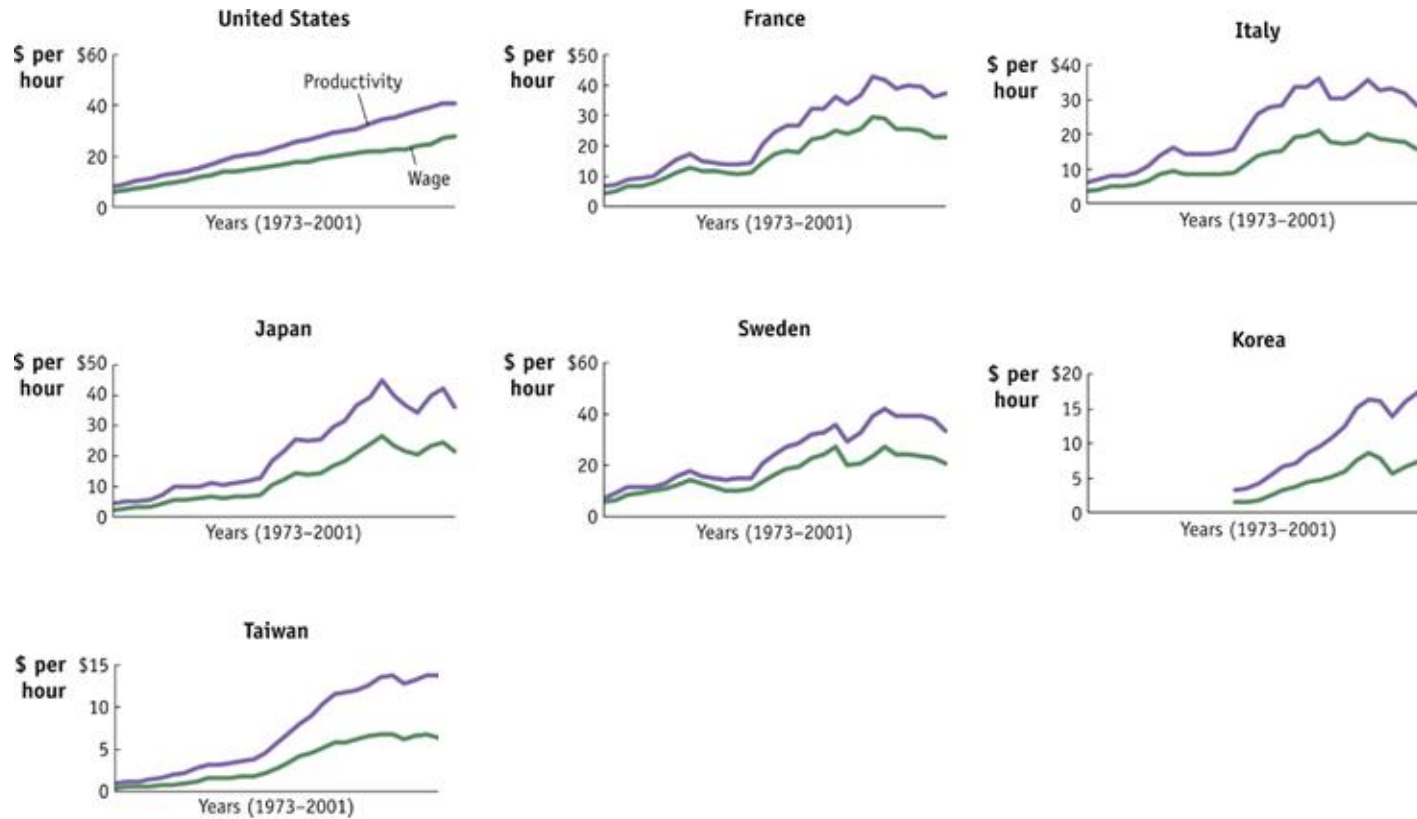 United States
$ per
hour
$60
40
20
0
Productivity
Wage
Years (1973–2001)
France
$ per
hour
$50
40
30
20
10
0
Years (1973–2001)
Italy
$ per
hour
$40
30
20
10
0
Years (1973–2001)
Japan
$ per
hour
$50
40
30
20
10
0
Years (1973–2001)
Sweden
$ per
hour
$60
40
20
0
Years (1973–2001)
Korea
$ per
hour
$20
15
10
5
0
Years (1973–2001)
Taiwan
$ per
hour
$15
10
5
0
Years (1973–2001)